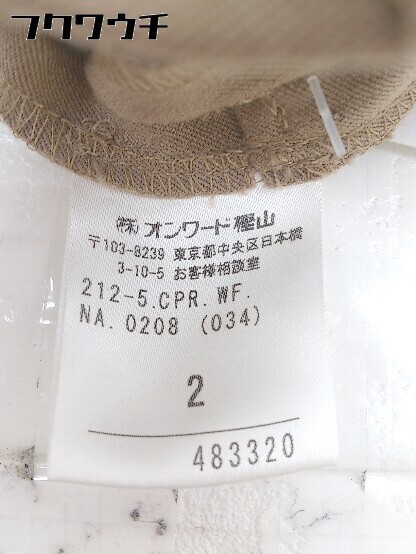 フクワウチ
㈱オンワード樫山
〒103-8239 東京都中央区日本橋
3-10-5 お客様相談室
212-5.CPR.WF.
NA.0208 (034)
2
483320